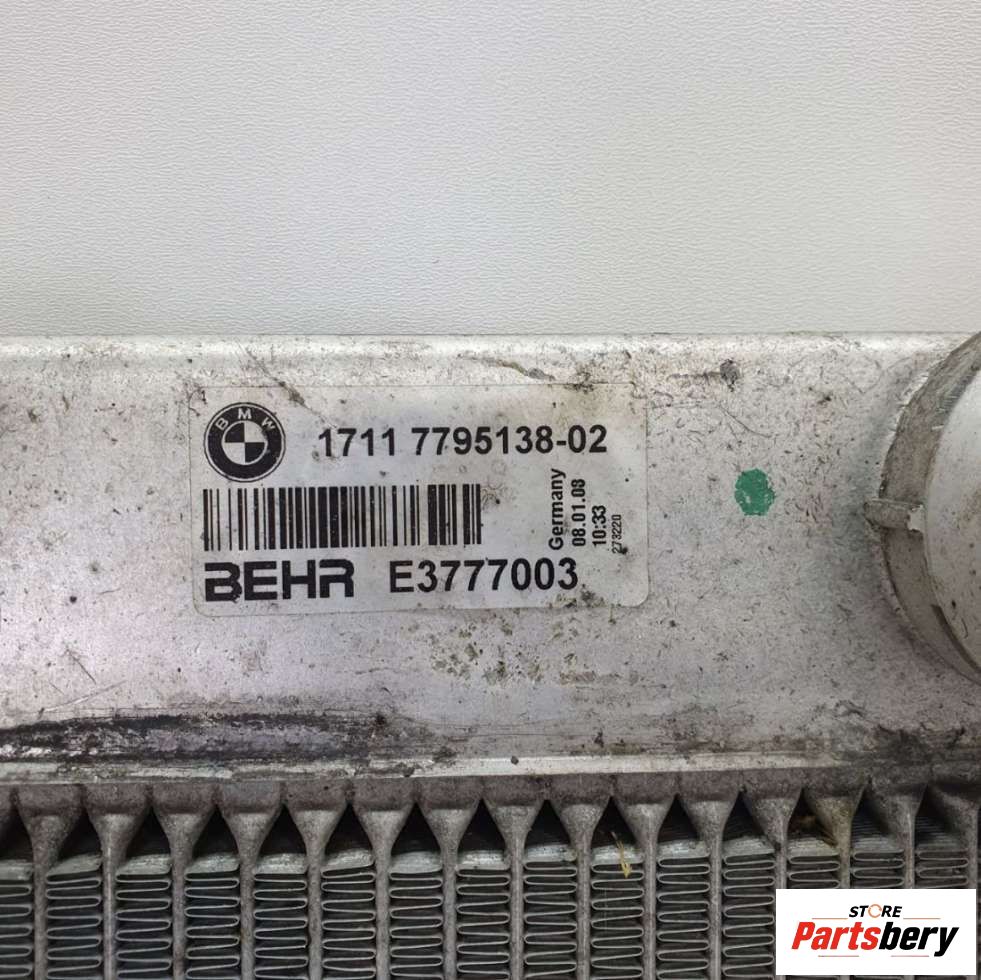 BMW
1711 7795138-02
Germany
08.01.08
10:33
273220
BEHR E3777003
STORE
Partsbery